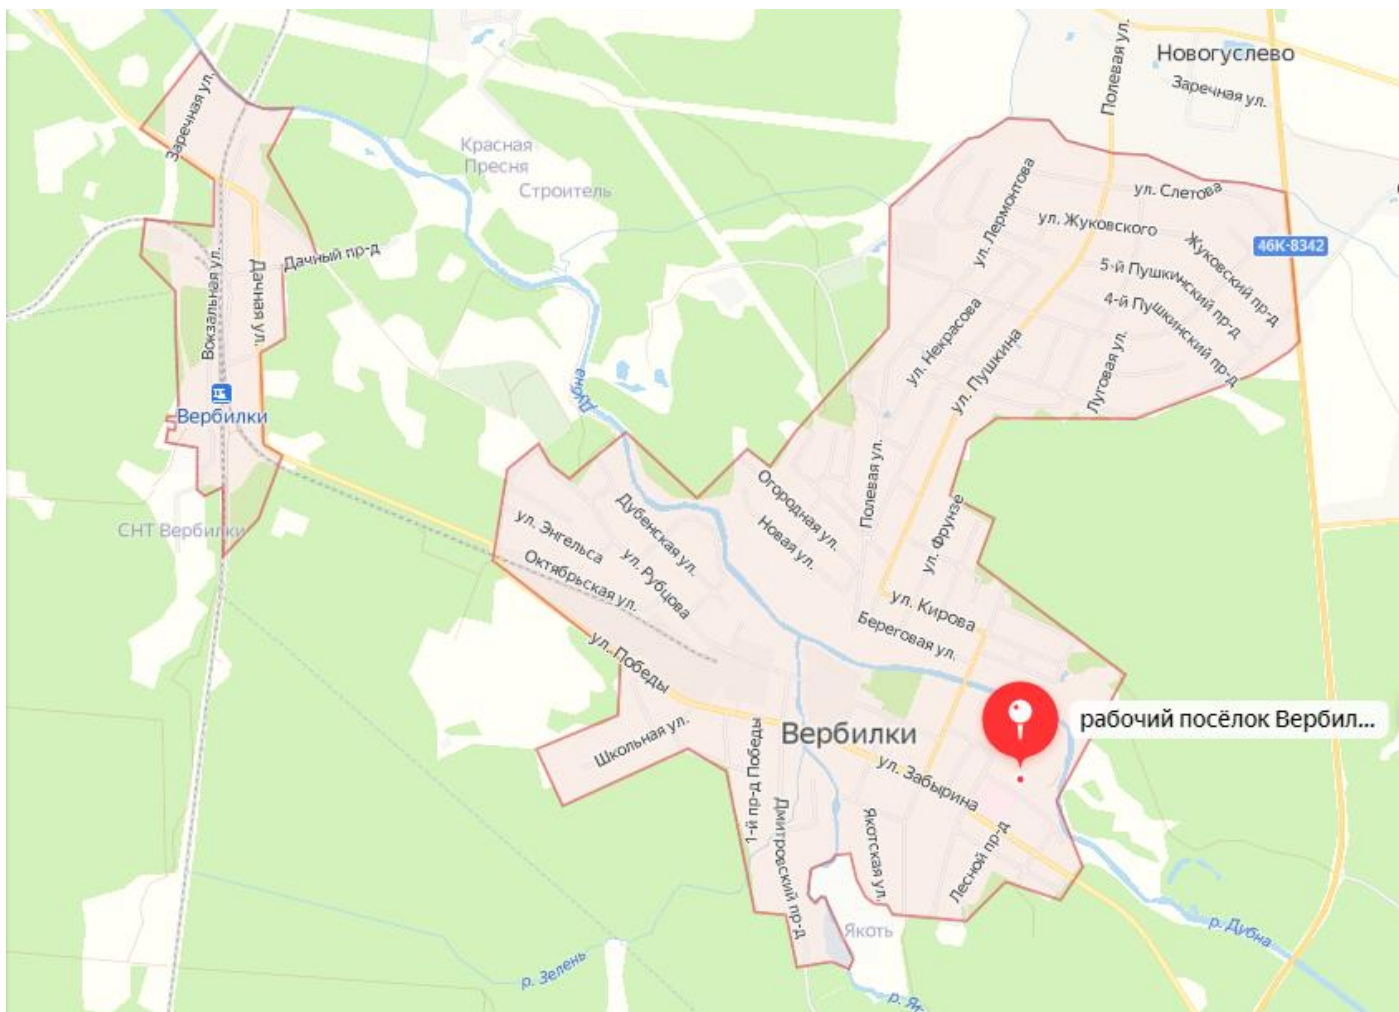 Новогуслево
Заречная ул.
Полевая ул.
Заречная ул.
Красная
Пресня
Строитель
ул. Слетова
ул. Лермонтова
ул. Жуковского
Жуковский пр-д
46К-8342
5-й Пушкинский пр-д
4-й Пушкинский пр-д
Дачный пр-д
Вокзальная ул.
Дачная ул.
ул. Некрасова
ул. Пушкина
Луговая ул.
Дубна
Вербилки
СНТ Вербилки
Полевая ул.
Огородная ул.
Новая ул.
ул. Фрунзе
Дубенская ул.
ул. Энгельса
ул. Рубцова
Октябрьская ул.
ул. Кирова
Береговая ул.
ул. Победы
Школьная ул.
Вербилки
рабочий посёлок Вербил...
1-й пр-д Победы
ул. Забырина
Дмитровский пр-д
Якотская ул.
Лесной пр-д
Якоть
р. Дубна
р. Зелень